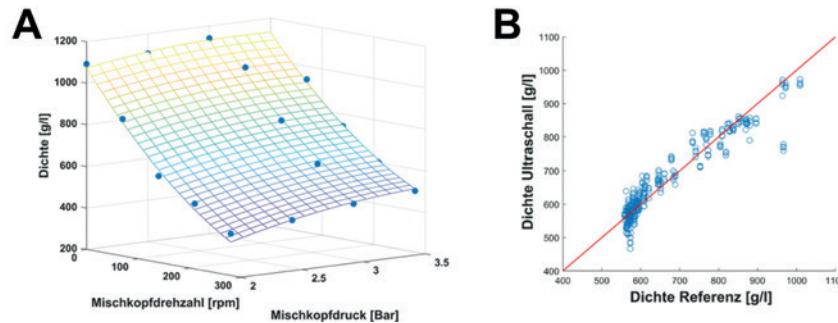 A
1200
1000
800
600
400
200
Dichte [g/l]
0
100
200
300
Mischkopfdrehzahl [rpm]
2
2.5
3
3.5
Mischkopfdruck [Bar]
B
1100
1000
900
800
700
600
500
400
Dichte Ultraschall [g/l]
400 500 600 700 800 900 1000 110
Dichte Referenz [g/l]